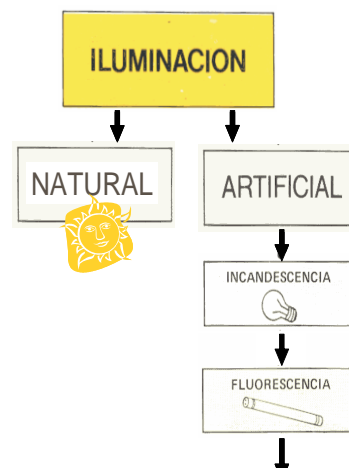 ILUMINACION
NATURAL
ARTIFICIAL
INCANDESCENCIA
FLUORESCENCIA